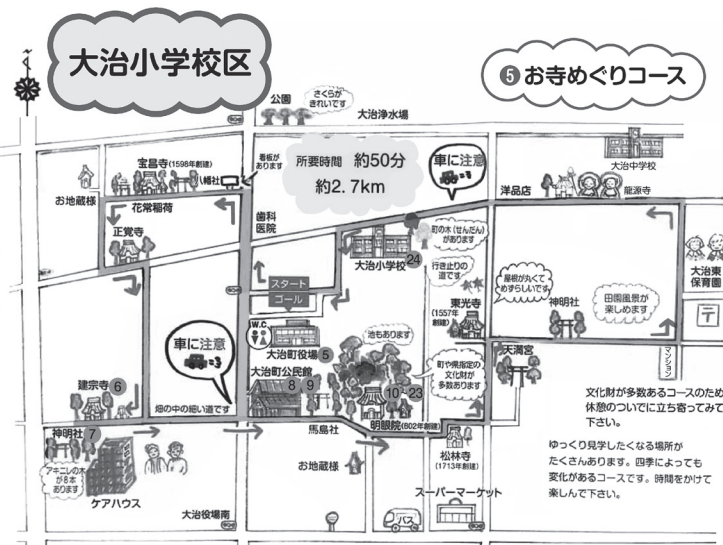 大治小学校区
❺お寺めぐりコース
公園
さくらが
きれいです
大治浄水場
大治中学校
宝昌寺(1598年創建)
八幡社
看板が
あります
所要時間 約50分
約2.7km
車に注意
洋品店
龍源寺
お地蔵様
花常稲荷
正覚寺
歯科
医院
町の木(せんだん)
があります
大治小学校
24
行き止りの
道です
スタート
ゴール
W.C
大治町役場
5
東光寺
(1557年
創建)
屋根が丸くて
めずらしいです
神明社
田園風景が
楽しめます
大治東
保育園
〒
マンション
車に注意
池もあります
大治町公民館
8
9
10
～23
町や県指定の
文化財が
多数あります
天満宮
建宗寺
6
畑の中の細い道です
馬島社
明眼院(802年創建)
神明社
7
アキニレの木
が8本
あります
ケアハウス
お地蔵様
松林寺
(1713年創建)
スーパーマーケット
バス
大治役場南
文化財が多数あるコースのため
休憩のついでに立ち寄ってみて
下さい。
ゆっくり見学したくなる場所が
たくさんあります。四季によっても
変化があるコースです。時間をかけて
楽しんで下さい。